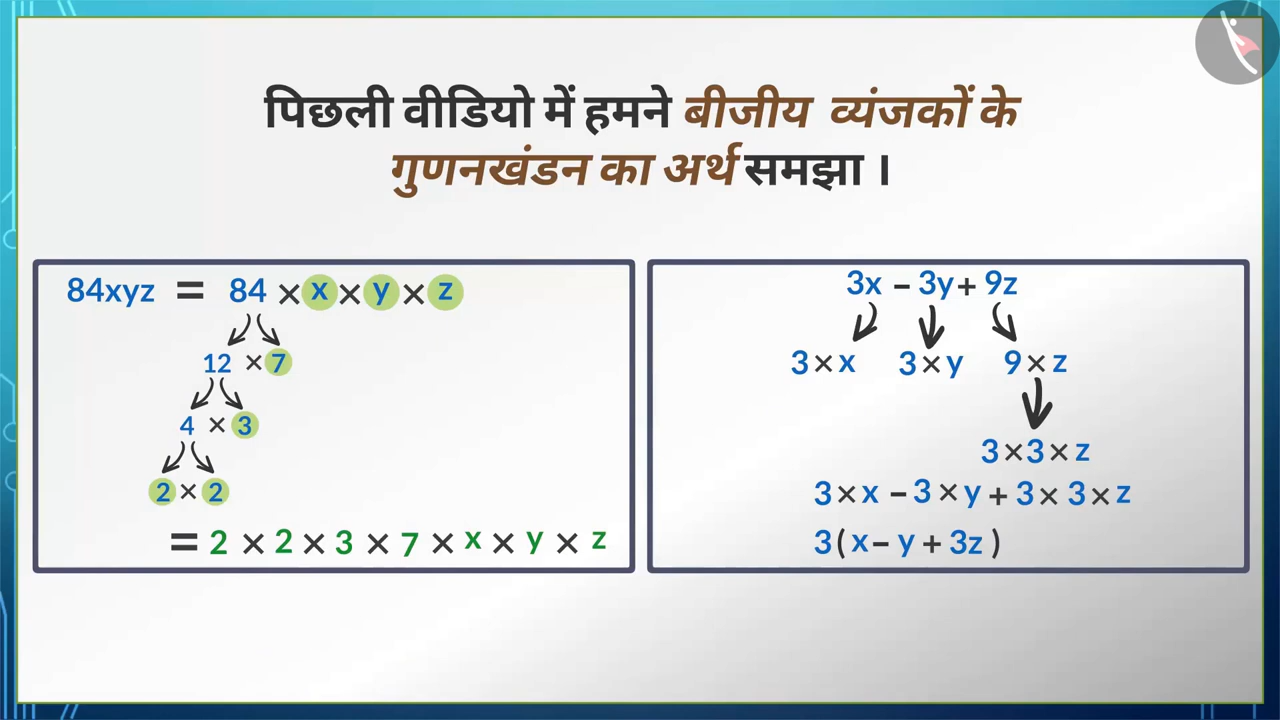 पिछली वीडियो में हमने बीजीय व्यंजकों के
गुणनखंडन का अर्थ समझा ।
84xyz = 84 × x × y × z
12 × 7
4 × 3
2 × 2
= 2 × 2 × 3 × 7 × x × y × z
3x - 3y + 9z
3 × x 3 × y 9 × z
3 × 3 × z
3 × x - 3 × y + 3 × 3 × z
3 ( x - y + 3z )